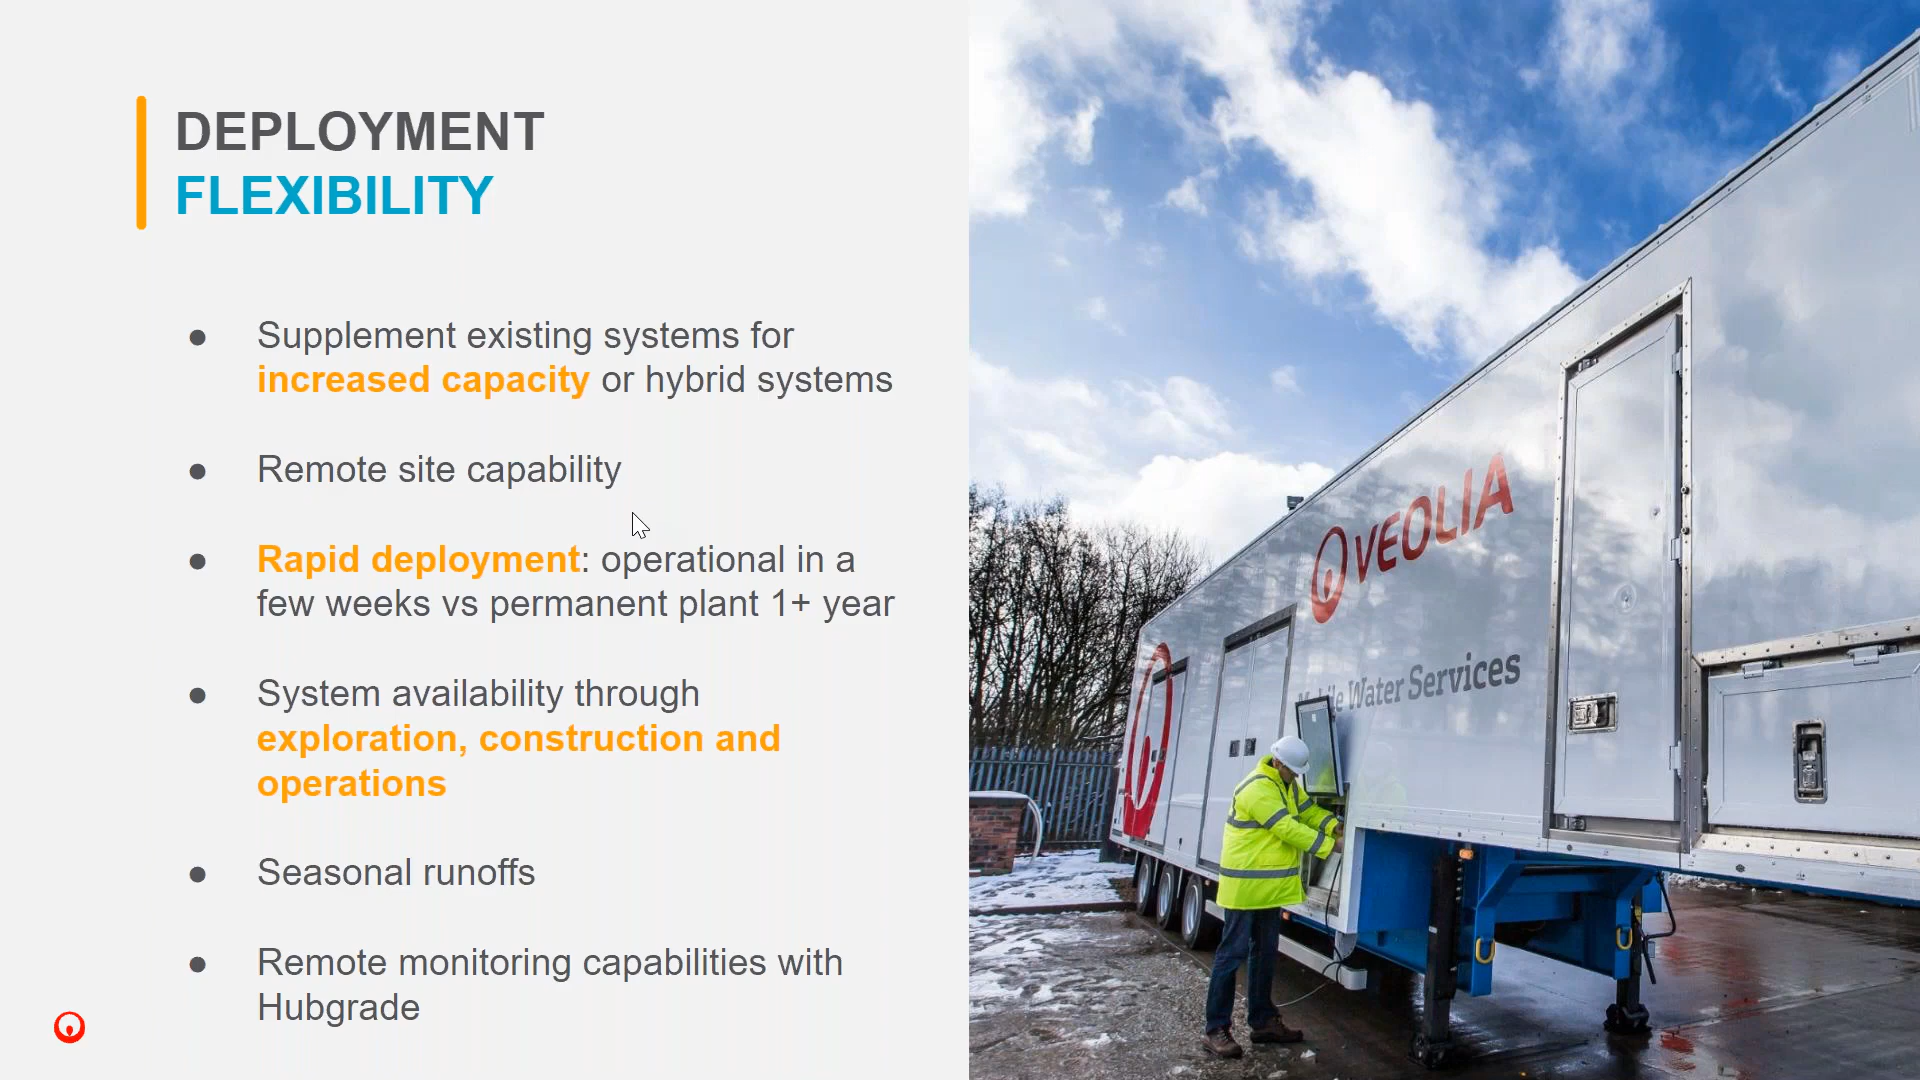 DEPLOYMENT
FLEXIBILITY
● Supplement existing systems for
increased capacity or hybrid systems
● Remote site capability
● Rapid deployment: operational in a
few weeks vs permanent plant 1+ year
● System availability through
exploration, construction and
operations
● Seasonal runoffs
● Remote monitoring capabilities with
Hubgrade
VEOLIA
Water Services